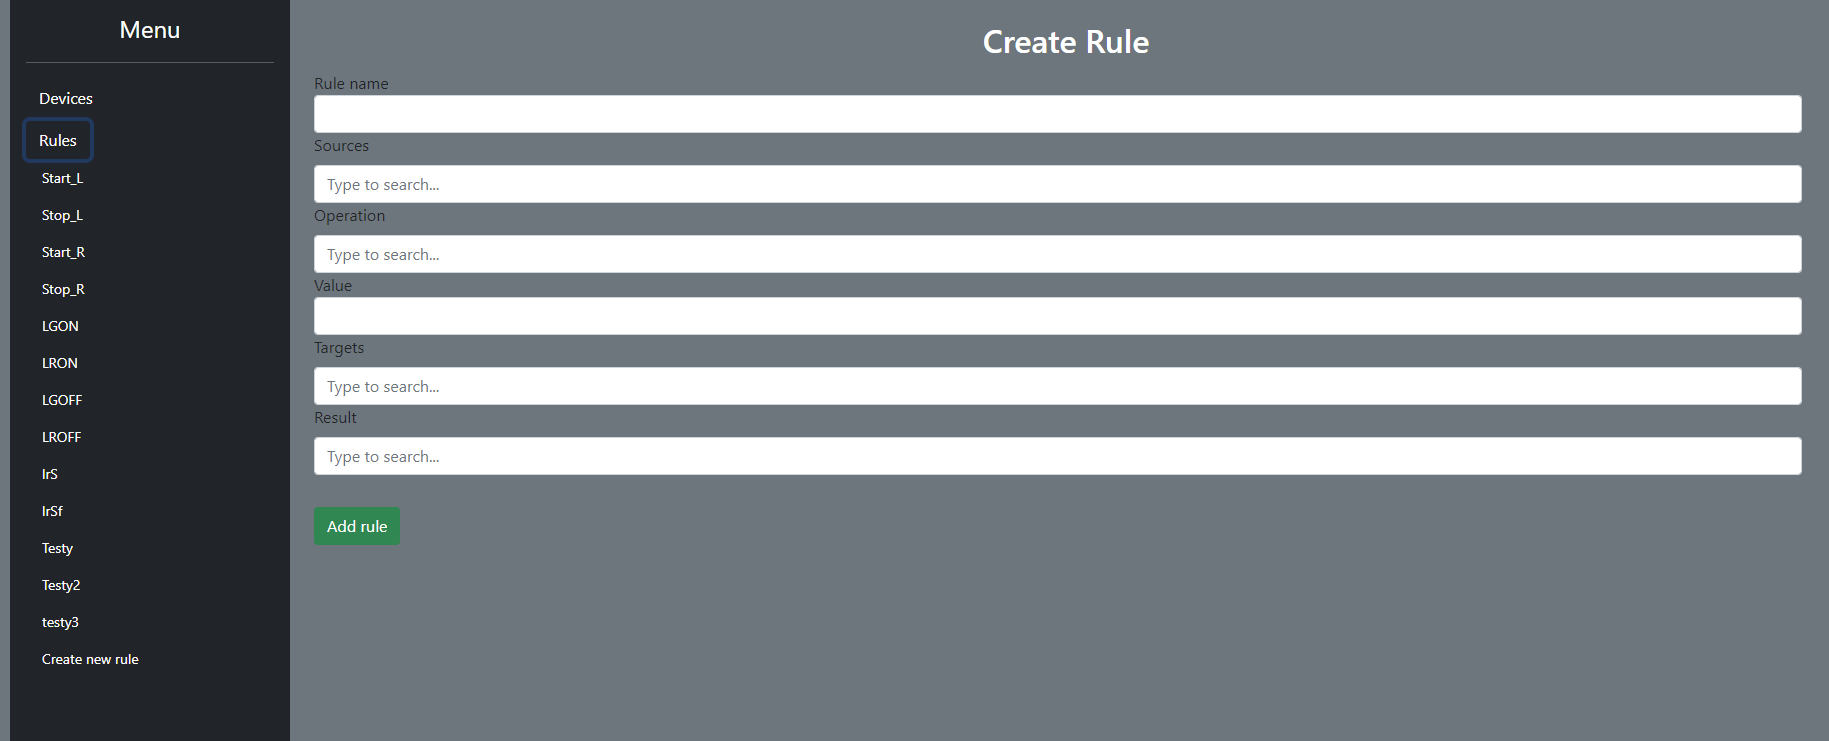 Menu
Devices
Rules
Start_L
Stop_L
Start_R
Stop_R
LGON
LRON
LGOFF
LROFF
IrS
IrSf
Testy
Testy2
testy3
Create new rule
Create Rule
Rule name
Sources
Type to search...
Operation
Type to search...
Value
Targets
Type to search...
Result
Type to search...
Add rule